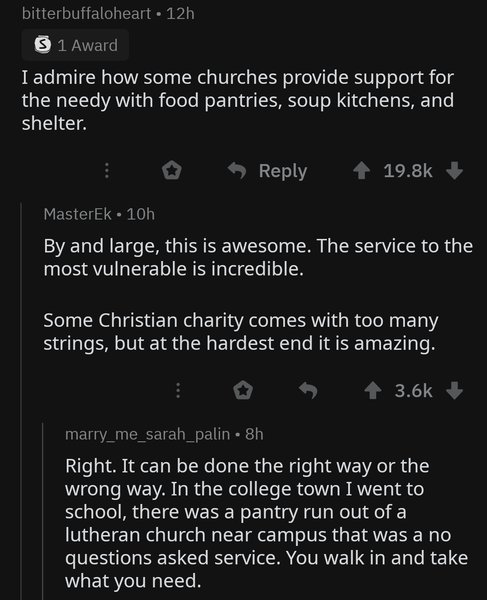 bitterbuffaloheart • 12h
1 Award
I admire how some churches provide support for
the needy with food pantries, soup kitchens, and
shelter.
Reply 19.8k
MasterEk • 10h
By and large, this is awesome. The service to the
most vulnerable is incredible.
Some Christian charity comes with too many
strings, but at the hardest end it is amazing.
3.6k
marry_me_sarah_palin • 8h
Right. It can be done the right way or the
wrong way. In the college town I went to
school, there was a pantry run out of a
lutheran church near campus that was a no
questions asked service. You walk in and take
what you need.